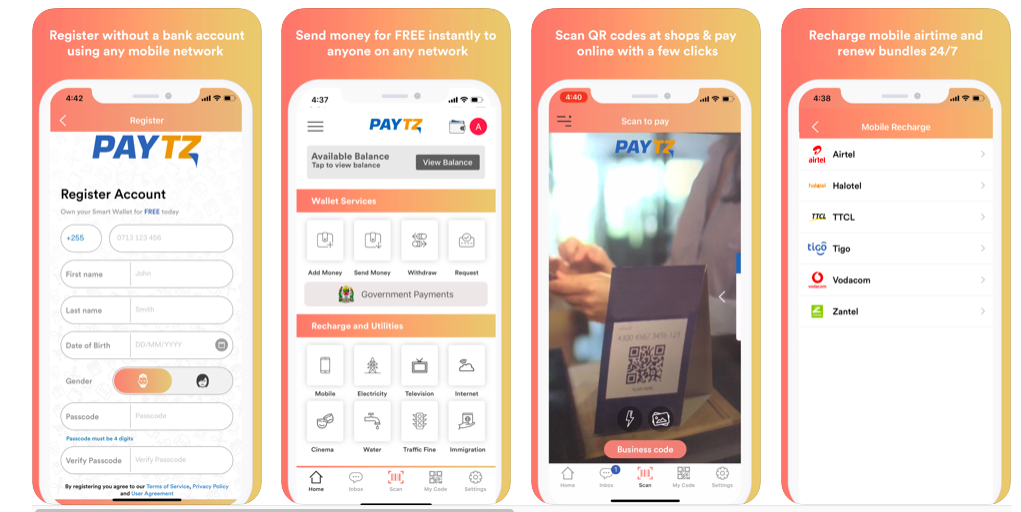 Register without a bank account
using any mobile network
4:42
Register
PAYTZ
Register Account
Own your Smart Wallet for FREE today
+255
0713 123 456
First name
John
Last name
Smith
Date of Birth
DD/MM/YYYY
Gender
Passcode
Passcode
Passcode must be 4 digits
Verify Passcode
Verify Passcode
By registering you agree to our Terms of Service, Privacy Policy
and User Agreement
Send money for FREE instantly to
anyone on any network
4:37
PAYTZ
A
Available Balance
Tap to view balance
View Balance
Wallet Services
Add Money Send Money Withdraw Request
Government Payments
Recharge and Utilities
Mobile Electricity Television Internet
Cinema Water Traffic Fine Immigration
Home Inbox Scan My Code Settings
Scan QR codes at shops & pay
online with a few clicks
4:40
Scan to pay
PAYTZ
Business code
1
Home Inbox Scan My Code Settings
Recharge mobile airtime and
renew bundles 24/7
4:38
Mobile Recharge
airtel
Airtel
halotel
Halotel
TTCL
TTCL
tigo
Tigo
vodacom
Vodacom
Zantel